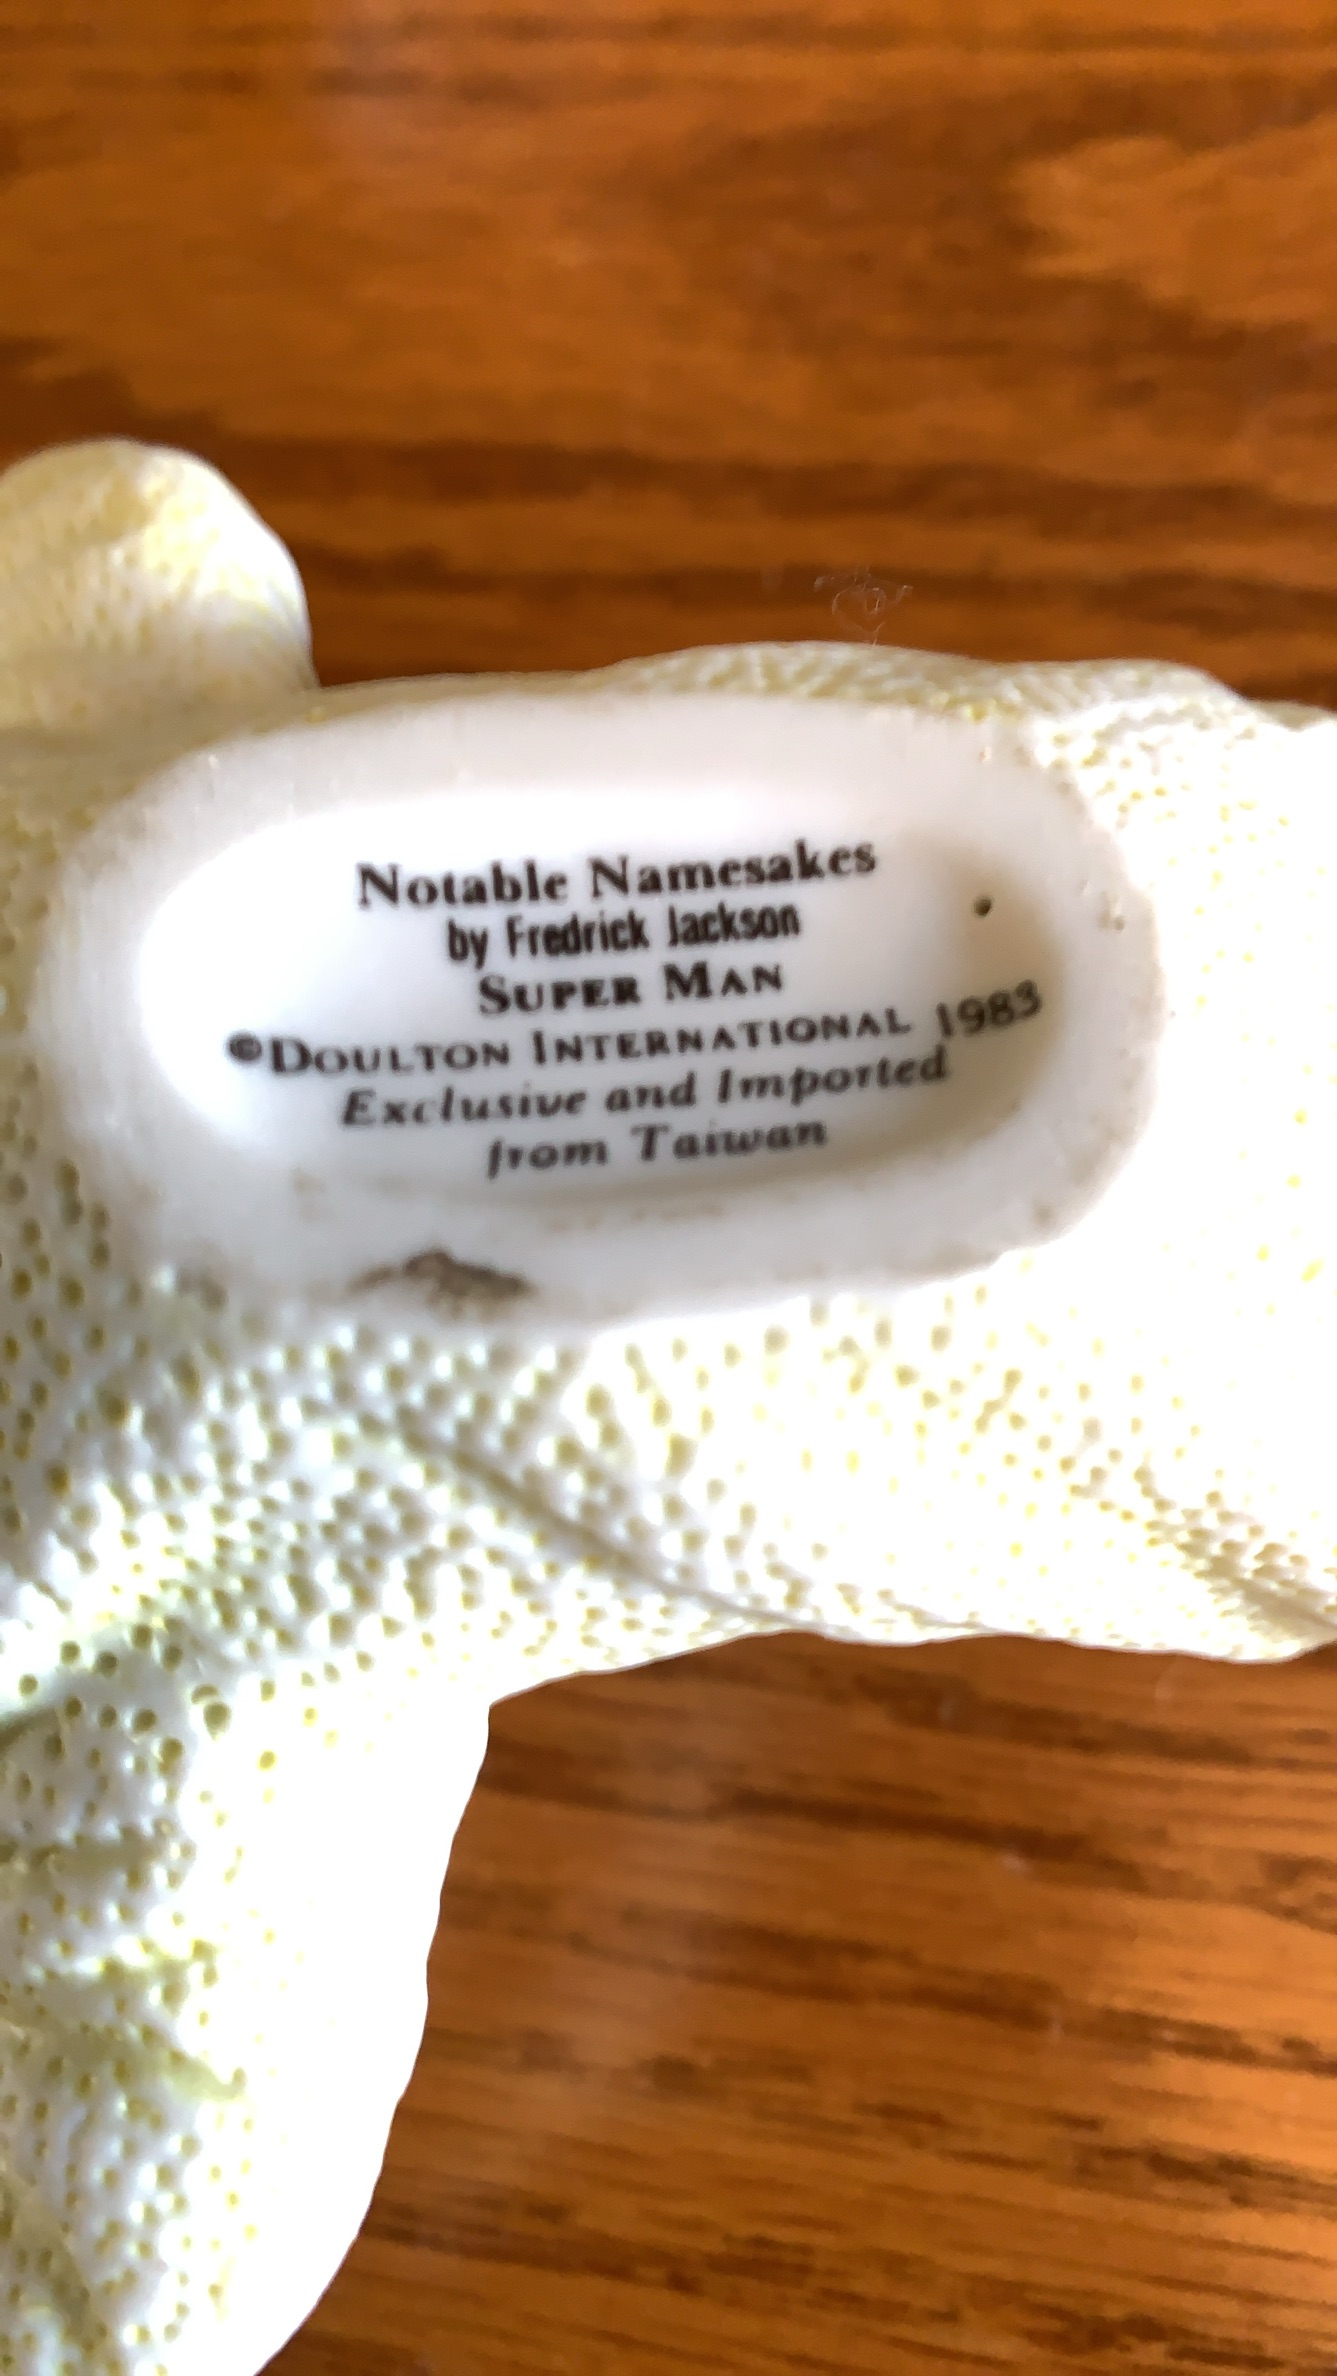 Notable Namesakes
by Fredrick Jackson
SUPER MAN
©DOULTON INTERNATIONAL 1983
Exclusive and Imported
from Taiwan